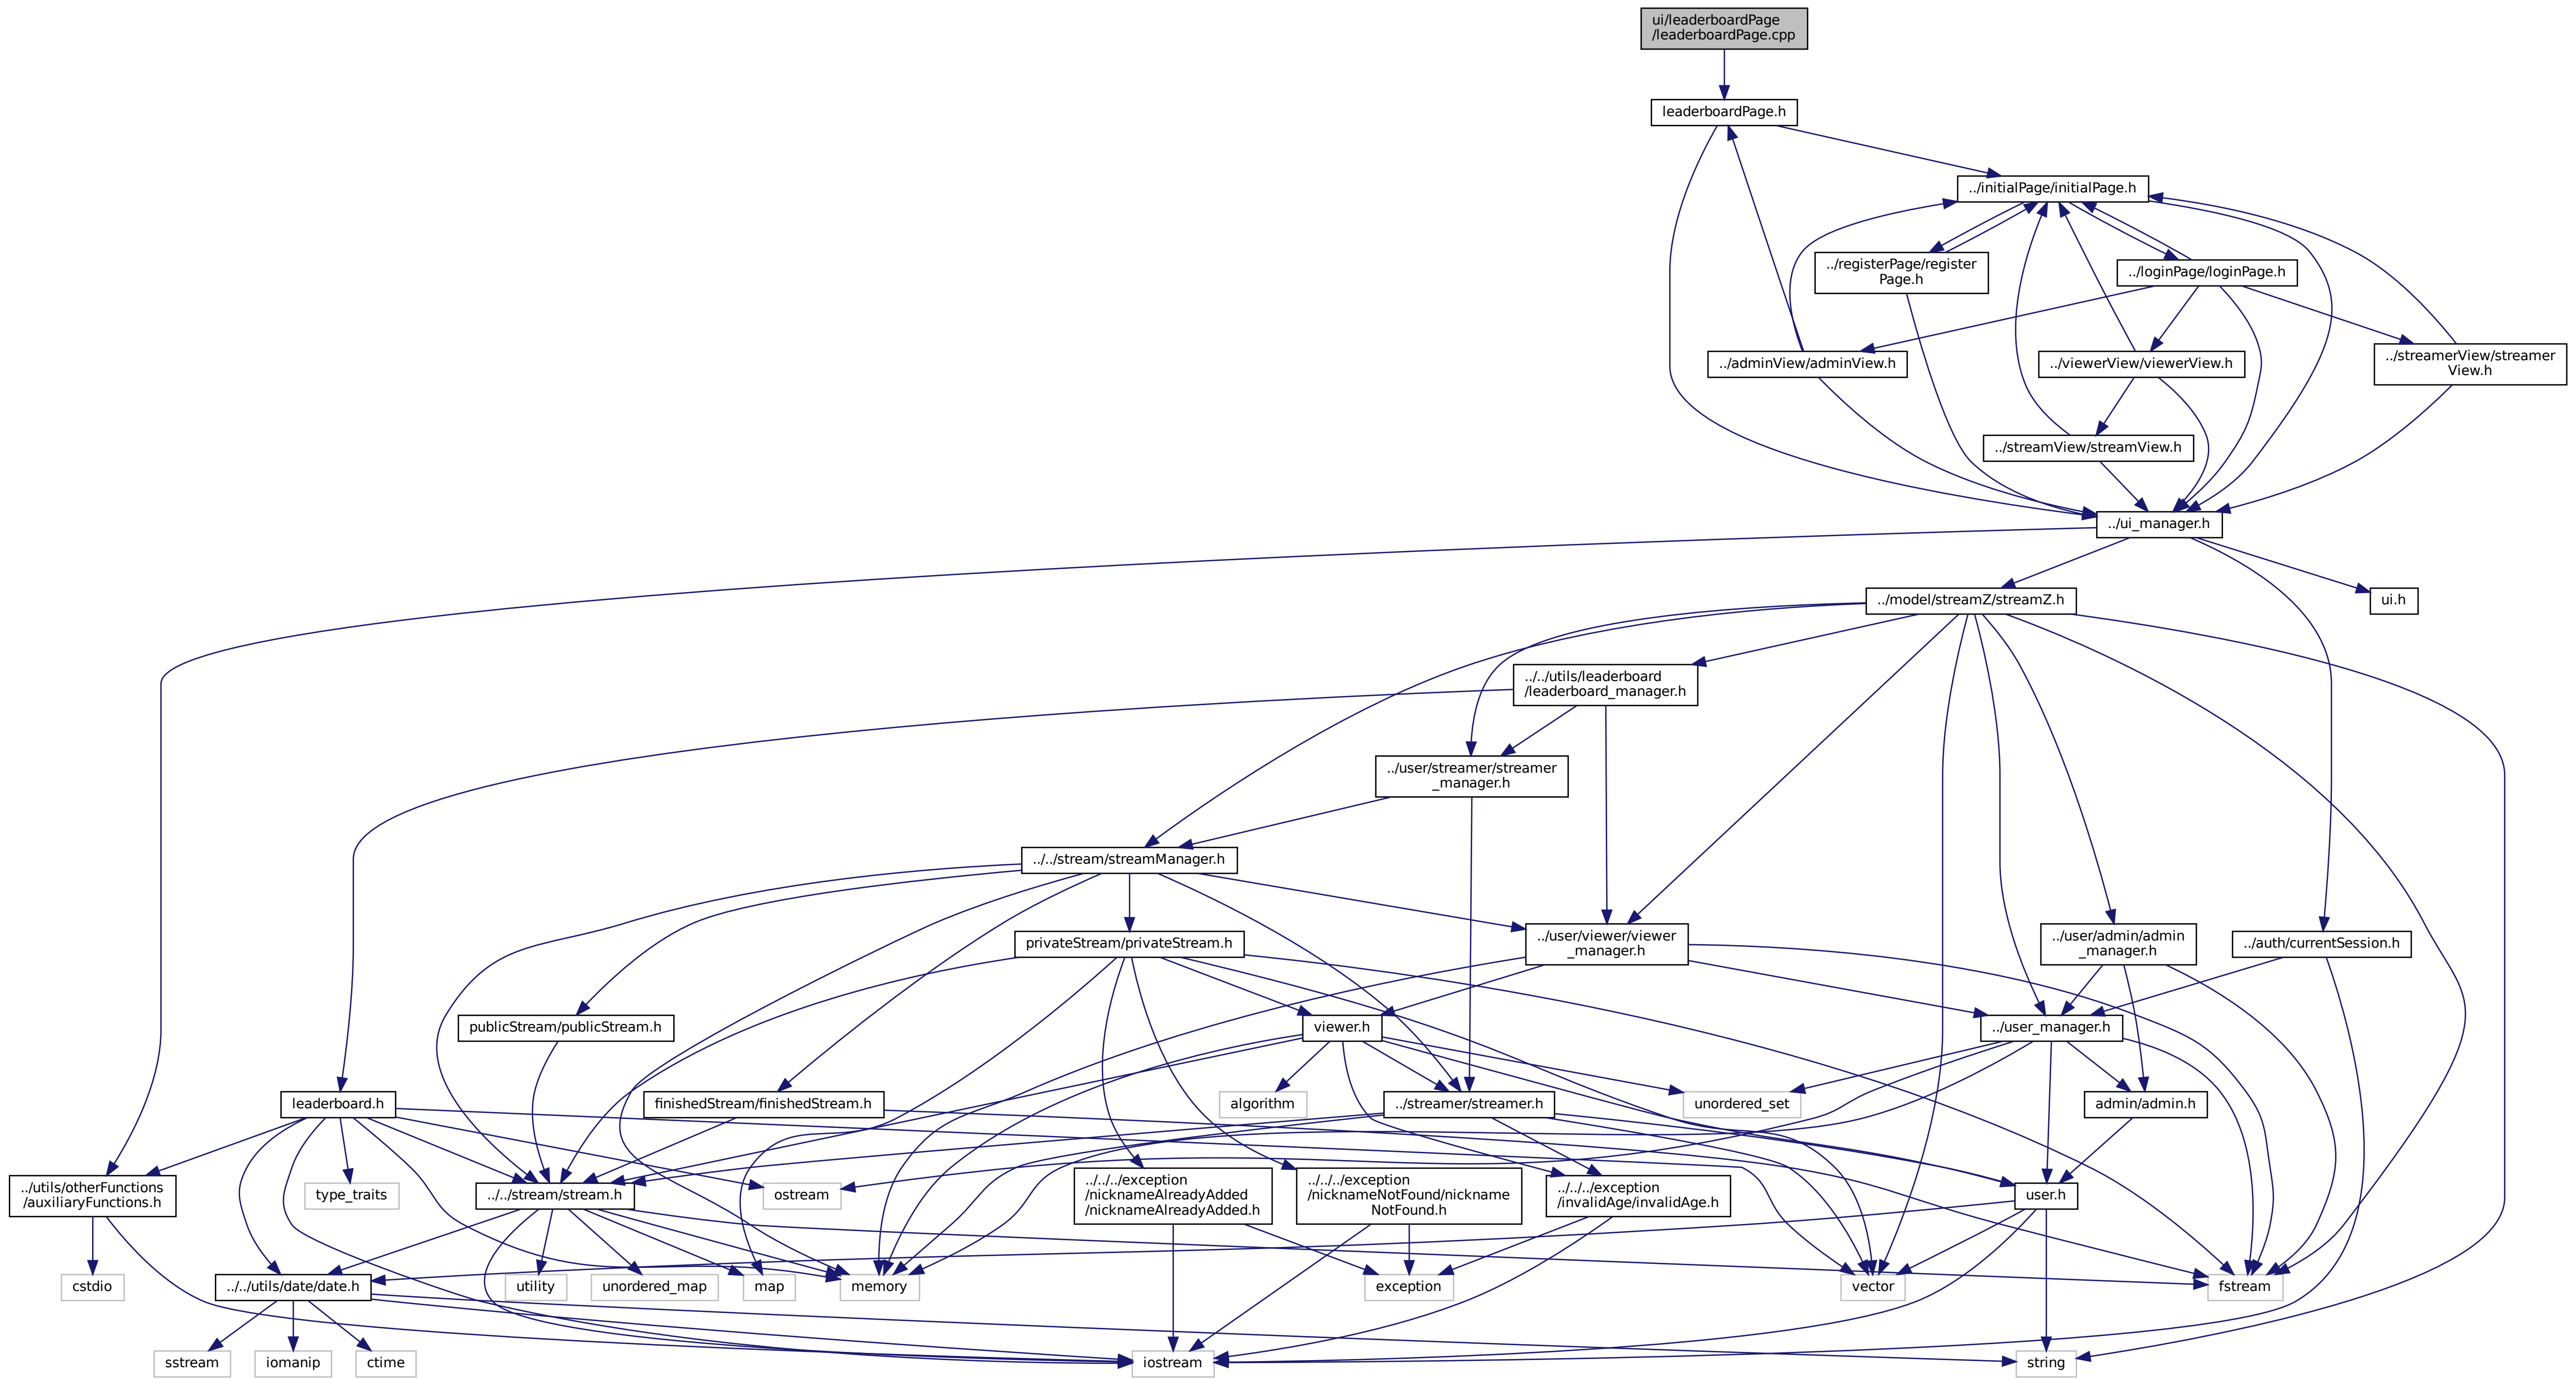 ui/leaderboardPage
/leaderboardPage.cpp
leaderboardPage.h
../initialPage/initialPage.h
../registerPage/register
Page.h
../loginPage/loginPage.h
../adminView/adminView.h
../viewerView/viewerView.h
../streamerView/streamer
View.h
../streamView/streamView.h
../ui_manager.h
../model/streamZ/streamZ.h
ui.h
../../utils/leaderboard
/leaderboard_manager.h
../user/streamer/streamer
_manager.h
../../stream/streamManager.h
privateStream/privateStream.h
../user/viewer/viewer
_manager.h
../user/admin/admin
_manager.h
../auth/currentSession.h
publicStream/publicStream.h
viewer.h
../user_manager.h
leaderboard.h
finishedStream/finishedStream.h
algorithm
../streamer/streamer.h
unordered_set
admin/admin.h
../utils/otherFunctions
/auxiliaryFunctions.h
type_traits
../../stream/stream.h
ostream
../../../exception
/nicknameAlreadyAdded
/nicknameAlreadyAdded.h
../../../exception
/nicknameNotFound/nickname
NotFound.h
../../../exception
/invalidAge/invalidAge.h
user.h
cstdio
../../utils/date/date.h
utility
unordered_map
map
memory
exception
vector
fstream
sstream
iomanip
ctime
iostream
string